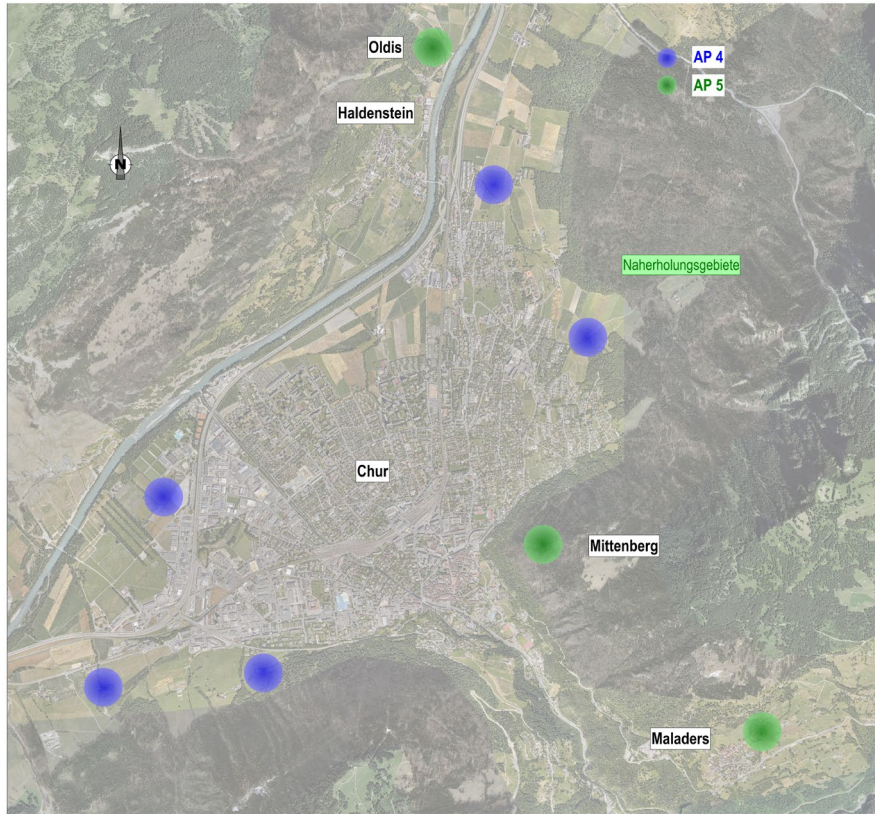 Oldis
AP 4
AP 5
Haldenstein
N
Naherholungsgebiete
Chur
Mittenberg
Maladers